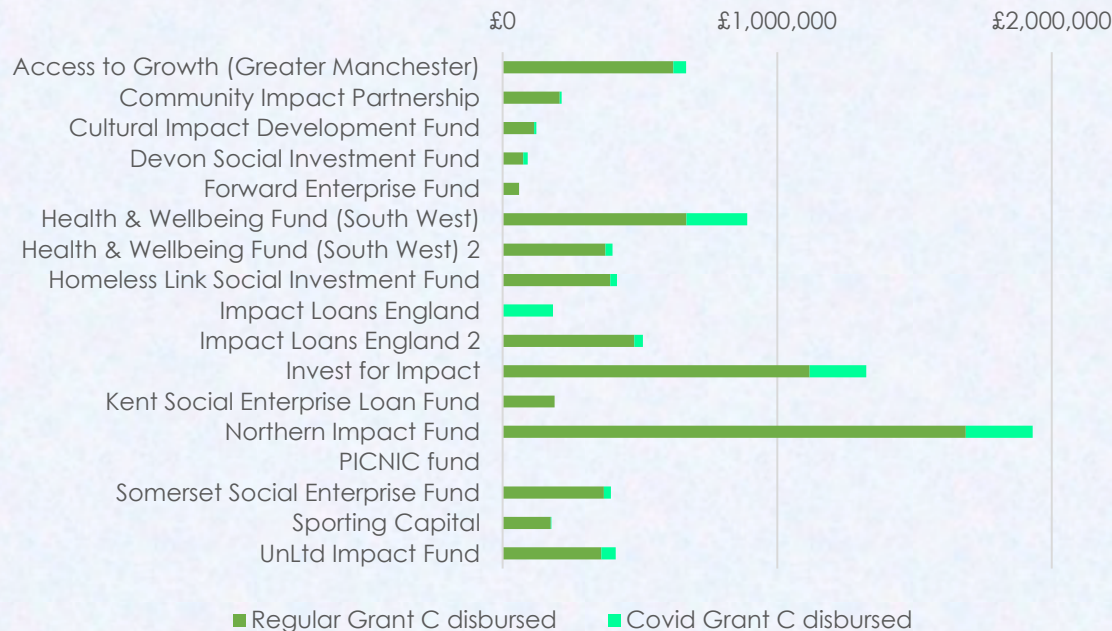 £0 £1,000,000 £2,000,000
Access to Growth (Greater Manchester)
Community Impact Partnership
Cultural Impact Development Fund
Devon Social Investment Fund
Forward Enterprise Fund
Health & Wellbeing Fund (South West)
Health & Wellbeing Fund (South West) 2
Homeless Link Social Investment Fund
Impact Loans England
Impact Loans England 2
Invest for Impact
Kent Social Enterprise Loan Fund
Northern Impact Fund
PICNIC fund
Somerset Social Enterprise Fund
Sporting Capital
UnLtd Impact Fund
Regular Grant C disbursed Covid Grant C disbursed